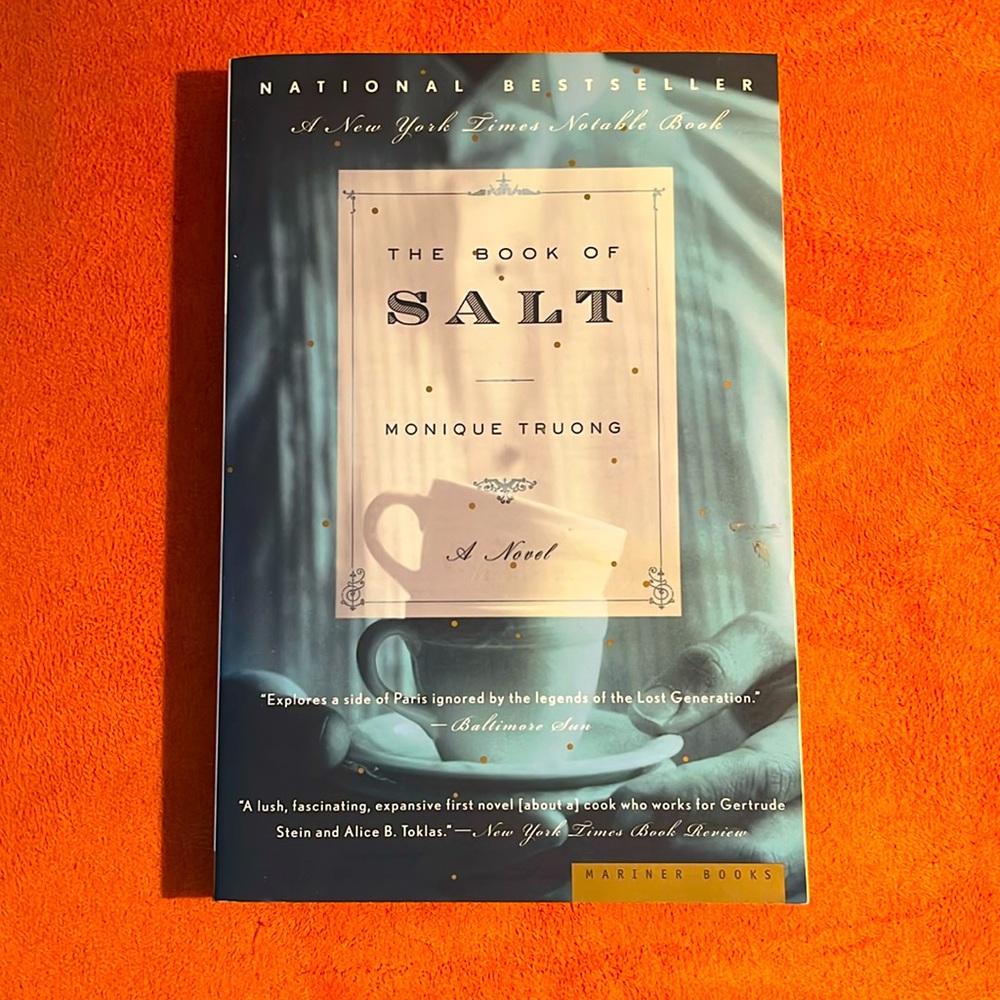 NATIONAL BESTSELLER
A New York Times Notable Book
THE BOOK OF
SALT
MONIQUE TRUONG
A Novel
“Explores a side of Paris ignored by the legends of the Lost Generation.”
—Baltimore Sun
“A lush, fascinating, expansive first novel [about a] cook who works for Gertrude
Stein and Alice B. Toklas.”—New York Times Book Review
MARINER BOOKS